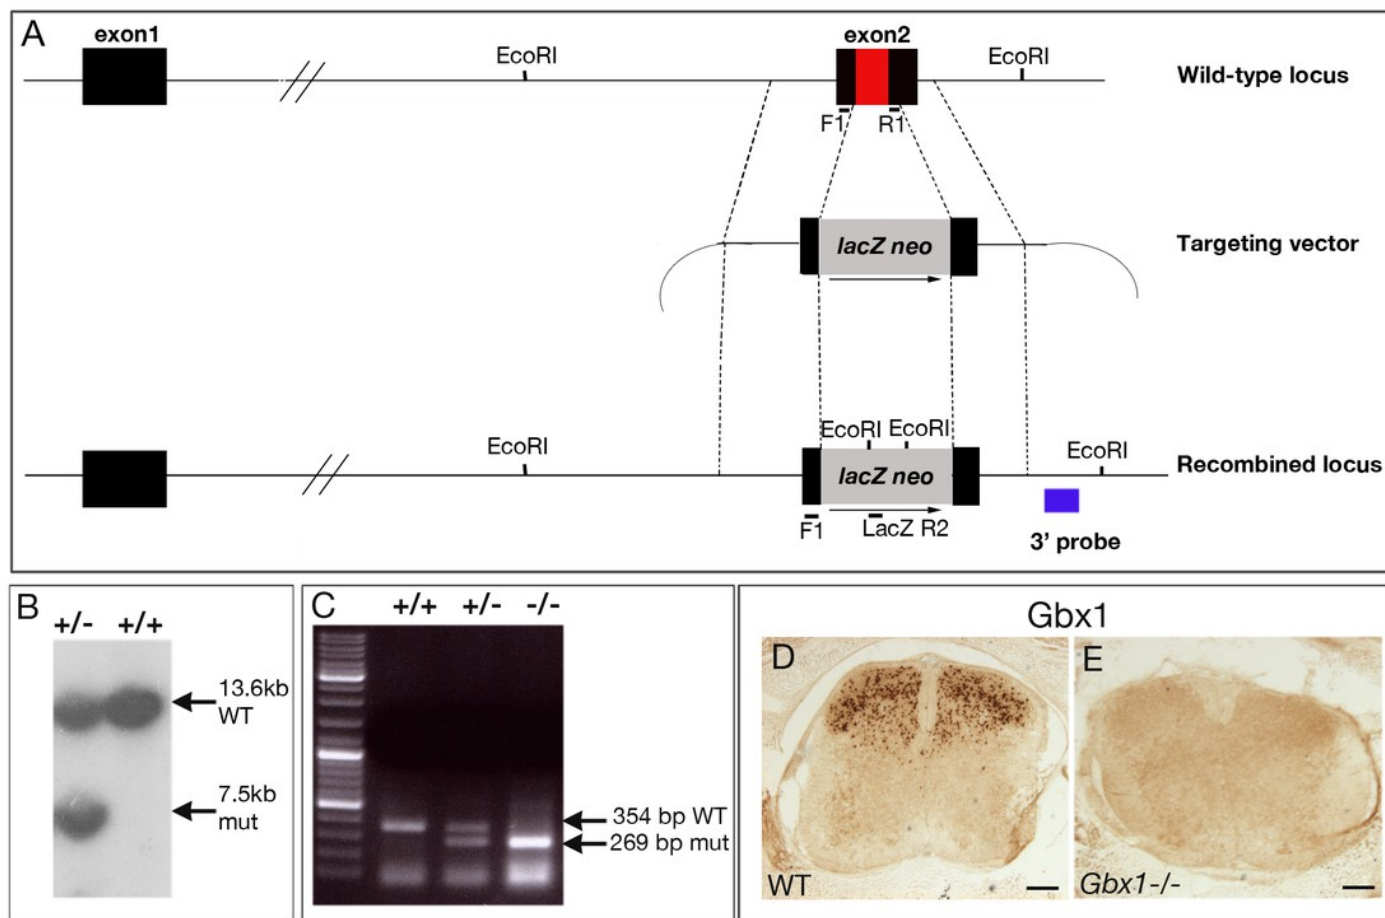 A
exon1
EcoRI
exon2
EcoRI
Wild-type locus
F1
R1
lacZ neo
Targeting vector
EcoRI
EcoRI EcoRI
EcoRI
lacZ neo
Recombined locus
F1
LacZ R2
3' probe
B
+/- +/+
13.6kb
WT
7.5kb
mut
C
+/+ +/- -/-
354 bp WT
269 bp mut
Gbx1
D
WT
E
Gbx1-/-